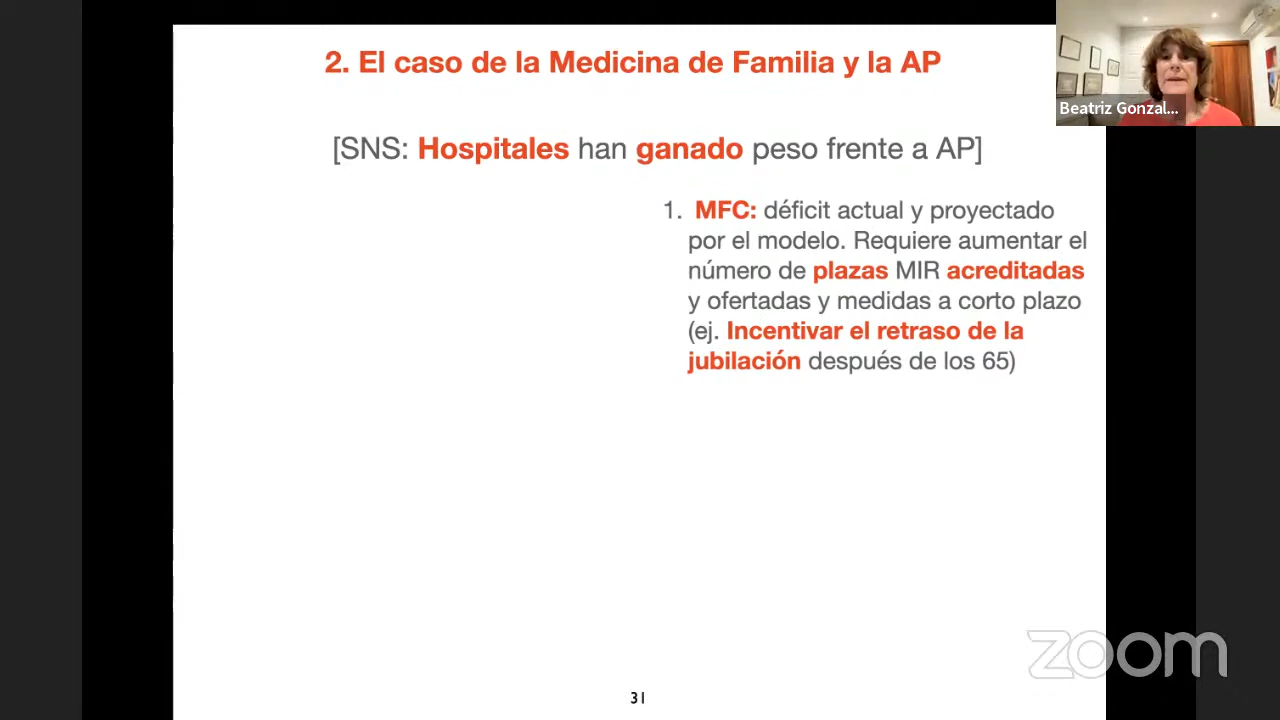 2. El caso de la Medicina de Familia y la AP
Beatriz Gonzal...
[SNS: Hospitales han ganado peso frente a AP]
1. MFC: déficit actual y proyectado
por el modelo. Requiere aumentar el
número de plazas MIR acreditadas
y ofertadas y medidas a corto plazo
(ej. Incentivar el retraso de la
jubilación después de los 65)
zoom
31